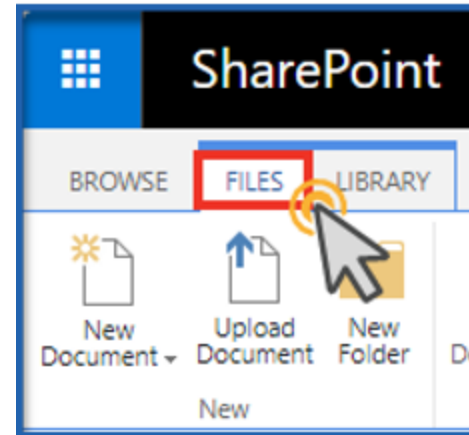 SharePoint
BROWSE FILES LIBRARY
New Upload New
Document Document Folder
New